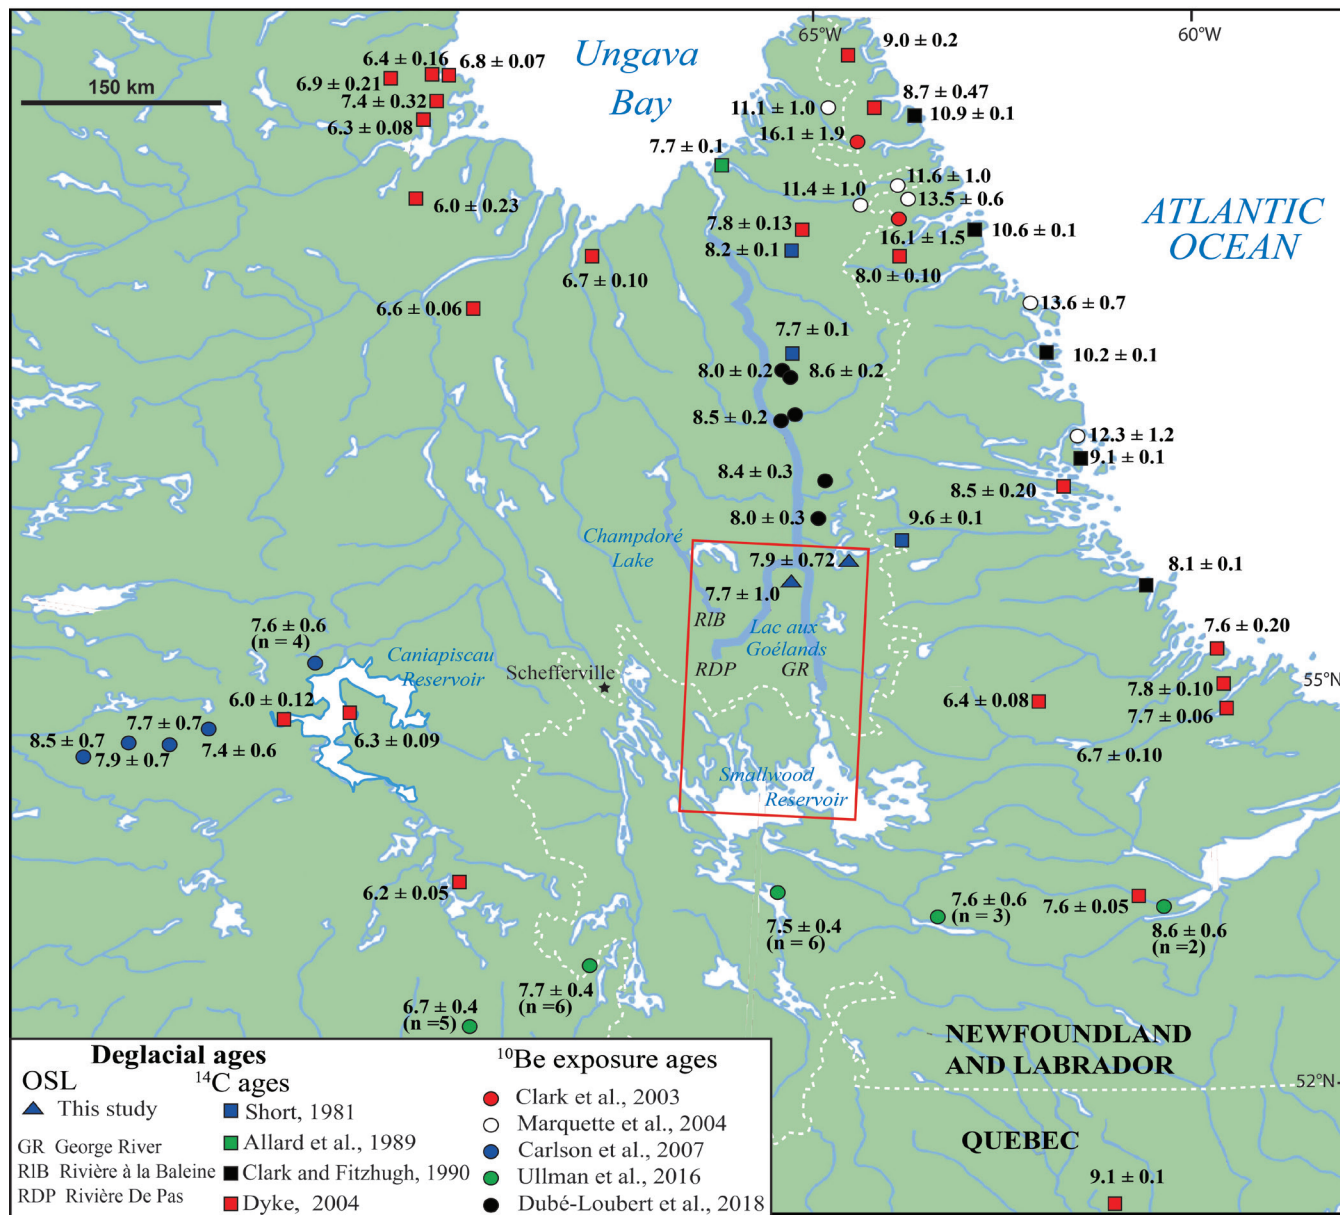 65°W
60°W
Ungava
Bay
9.0 ± 0.2
6.4 ± 0.16
6.8 ± 0.07
6.9 ± 0.21
150 km
7.4 ± 0.32
6.3 ± 0.08
11.1 ± 1.0
8.7 ± 0.47
10.9 ± 0.1
16.1 ± 1.9
7.7 ± 0.1
11.6 ± 1.0
11.4 ± 1.0
13.5 ± 0.6
6.0 ± 0.23
ATLANTIC
OCEAN
7.8 ± 0.13
16.1 ± 1.5
10.6 ± 0.1
8.2 ± 0.1
8.0 ± 0.10
6.7 ± 0.10
6.6 ± 0.06
13.6 ± 0.7
7.7 ± 0.1
10.2 ± 0.1
8.0 ± 0.2
8.6 ± 0.2
8.5 ± 0.2
12.3 ± 1.2
9.1 ± 0.1
8.4 ± 0.3
8.5 ± 0.20
8.0 ± 0.3
9.6 ± 0.1
Champdoré
Lake
7.9 ± 0.72
8.1 ± 0.1
7.7 ± 1.0
RlB
Lac aux
Goélands
7.6 ± 0.6
(n = 4)
7.6 ± 0.20
Caniapiscau
Reservoir
Schefferville
RDP
GR
55°N
6.0 ± 0.12
6.4 ± 0.08
7.8 ± 0.10
7.7 ± 0.06
8.5 ± 0.7
7.7 ± 0.7
7.9 ± 0.7
7.4 ± 0.6
6.3 ± 0.09
6.7 ± 0.10
Smallwood
Reservoir
6.2 ± 0.05
7.6 ± 0.6
(n = 3)
7.6 ± 0.05
7.5 ± 0.4
(n = 6)
8.6 ± 0.6
(n =2)
7.7 ± 0.4
(n =6)
6.7 ± 0.4
(n =5)
NEWFOUNDLAND
AND LABRADOR
52°N
QUEBEC
9.1 ± 0.1
Deglacial ages
OSL
This study
GR George River
RlB Rivière à la Baleine
RDP Rivière De Pas
14C ages
Short, 1981
Allard et al., 1989
Clark and Fitzhugh, 1990
Dyke, 2004
10Be exposure ages
Clark et al., 2003
Marquette et al., 2004
Carlson et al., 2007
Ullman et al., 2016
Dubé-Loubert et al., 2018